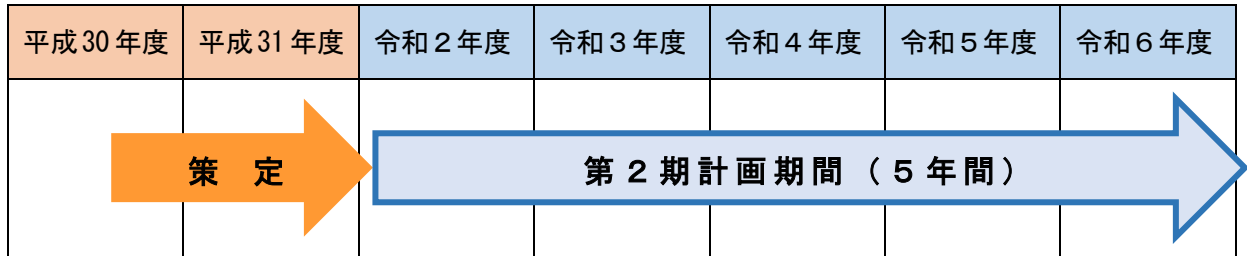 平成30年度 平成31年度 令和２年度 令和３年度 令和４年度 令和５年度 令和６年度
策 定 第２期計画期間（５年間）